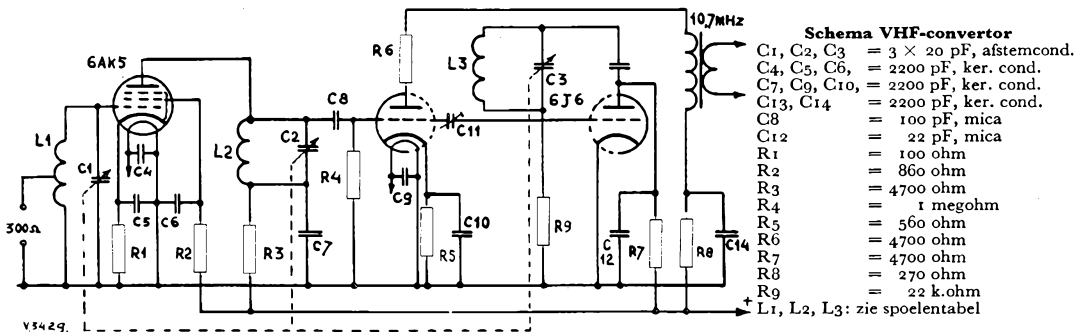 10,7MHz
6AK5
R6
L3
C3
6J6
C8
C11
L1
C1
C4
L2
C2
R4
C9
C5
C6
C10
R9
300Ω
R1
R2
R3
C7
R5
C
12
R7
R8
C14
+
V3429.
Schema VHF-convertor
C1, C2, C3 = 3 × 20 pF, afstemcond.
C4, C5, C6, = 2200 pF, ker. cond.
C7, C9, C10, = 2200 pF, ker. cond.
C13, C14 = 2200 pF, ker. cond.
C8 = 100 pF, mica
C12 = 22 pF, mica
R1 = 100 ohm
R2 = 860 ohm
R3 = 4700 ohm
R4 = 1 megohm
R5 = 560 ohm
R6 = 4700 ohm
R7 = 4700 ohm
R8 = 270 ohm
R9 = 22 k.ohm
L1, L2, L3: zie spoelentabel